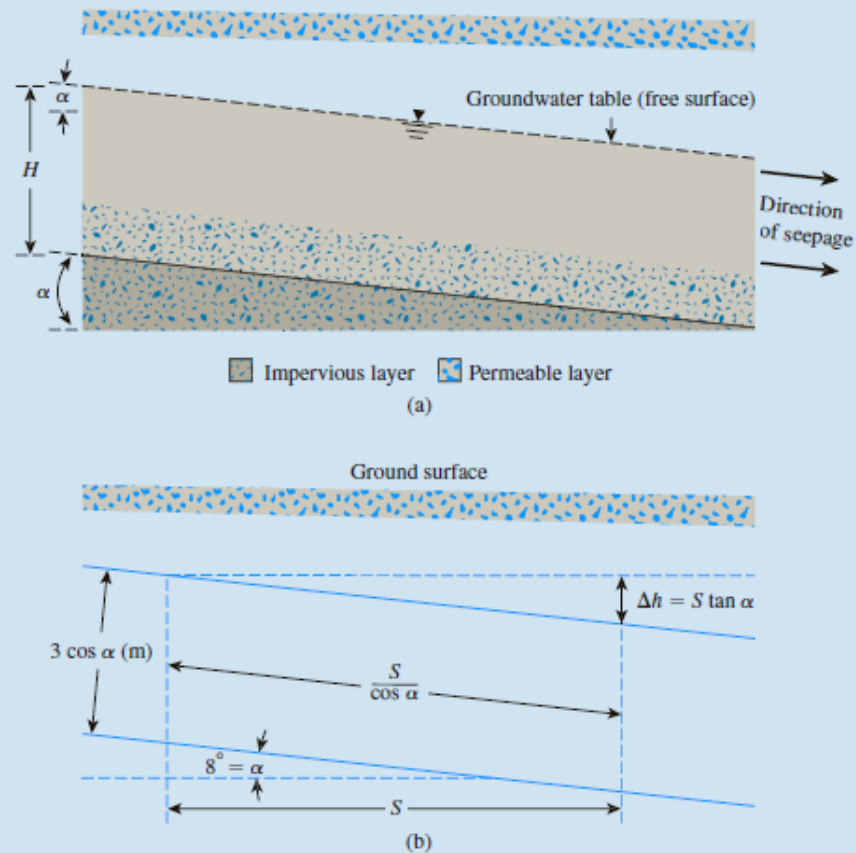 α
Groundwater table (free surface)
H
Direction
of seepage
α
Impervious layer Permeable layer
(a)
Ground surface
Δh = S tan α
3 cos α (m)
S
cos α
8° = α
S
(b)